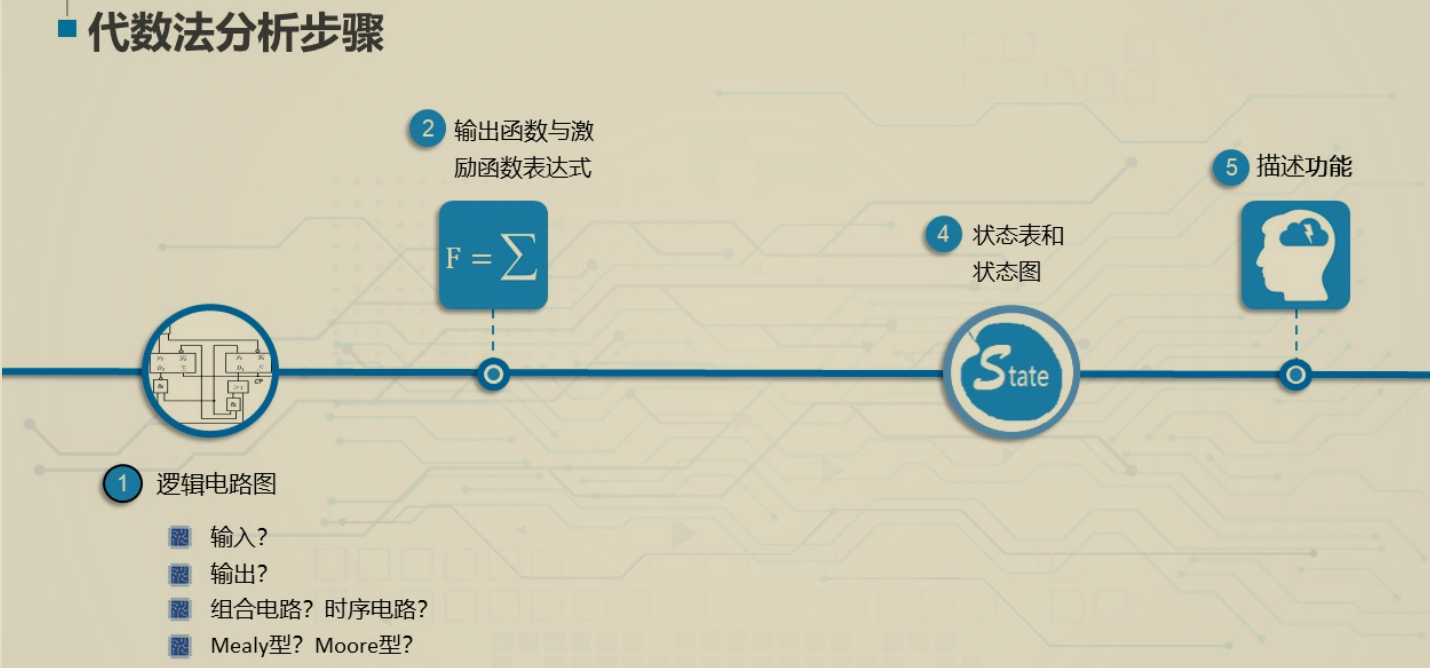 代数法分析步骤
2
输出函数与激
励函数表达式
F = ∑
4
状态表和
状态图
State
5
描述功能
1
逻辑电路图
输入？
输出？
组合电路？时序电路？
Mealy型？Moore型？
CP